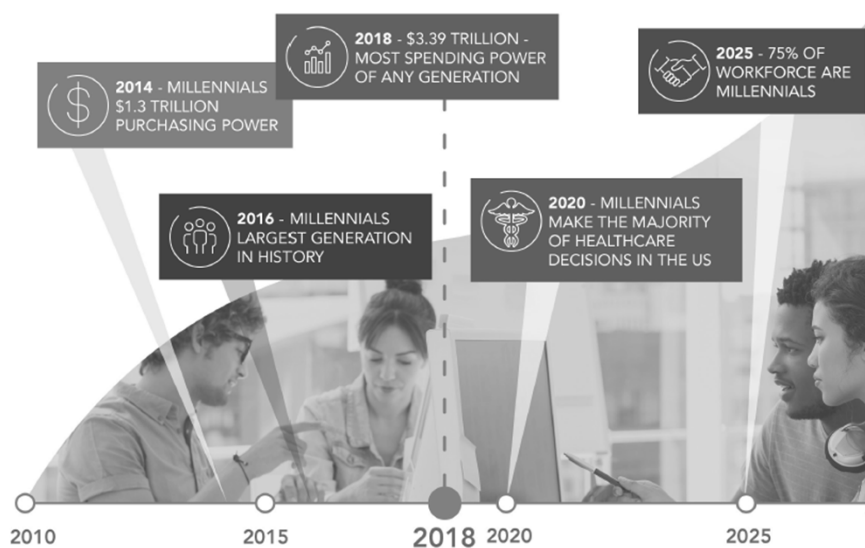 2014 - MILLENNIALS
$1.3 TRILLION
PURCHASING POWER
2018 - $3.39 TRILLION -
MOST SPENDING POWER
OF ANY GENERATION
2025 - 75% OF
WORKFORCE ARE
MILLENNIALS
2016 - MILLENNIALS
LARGEST GENERATION
IN HISTORY
2020 - MILLENNIALS
MAKE THE MAJORITY
OF HEALTHCARE
DECISIONS IN THE US
2010
2015
2018
2020
2025